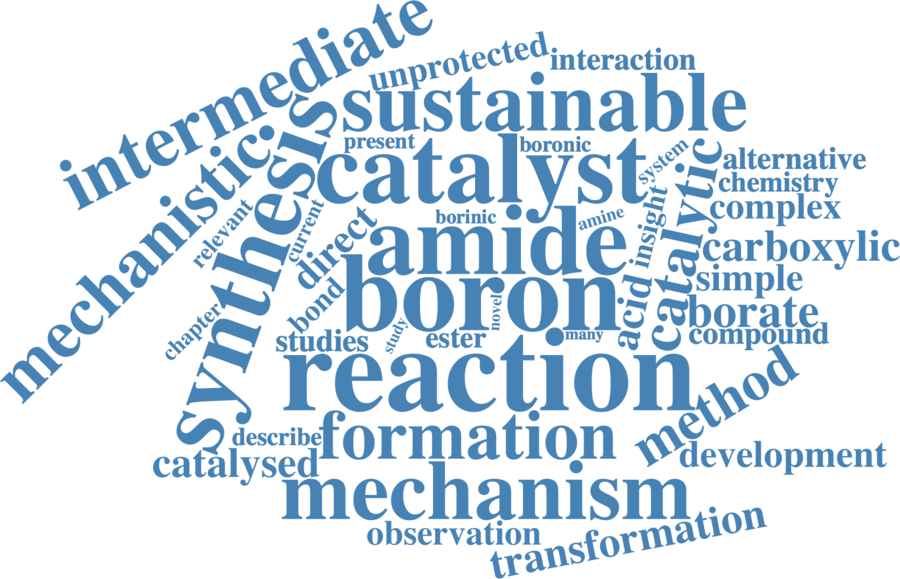 intermediate
unprotected
interaction
sustainable
synthesis
mechanistic
present
boronic
catalyst
system
catalytic
alternative
chemistry
complex
relevant
current
direct
borinic
amine
insight
amide
carboxylic
simple
boron
bond
novel
acid
borate
chapter
studies
study
ester
many
compound
reaction
method
describe
formation
catalysed
development
mechanism
observation
transformation